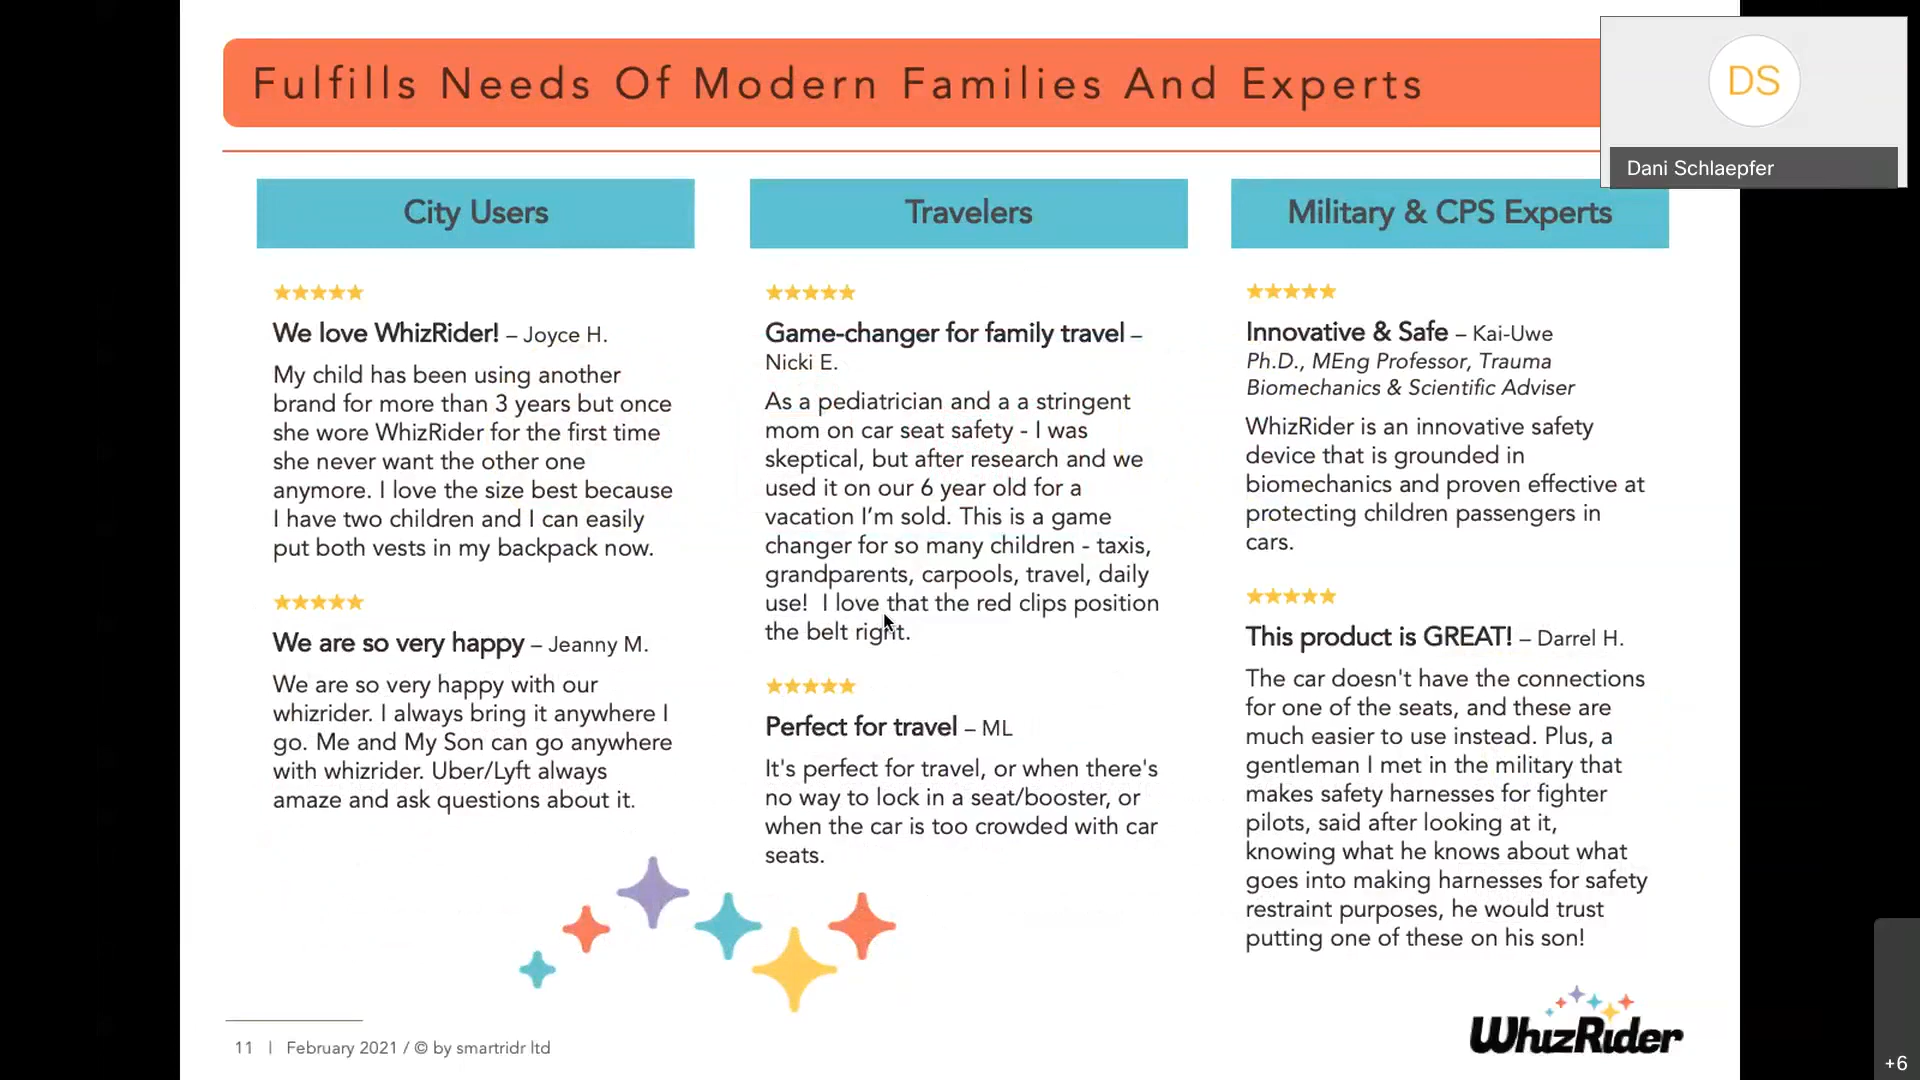 Fulfills Needs Of Modern Families And Experts
DS
Dani Schlaepfer
City Users
We love WhizRider! – Joyce H.
My child has been using another
brand for more than 3 years but once
she wore WhizRider for the first time
she never want the other one
anymore. I love the size best because
I have two children and I can easily
put both vests in my backpack now.
We are so very happy – Jeanny M.
We are so very happy with our
whizrider. I always bring it anywhere I
go. Me and My Son can go anywhere
with whizrider. Uber/Lyft always
amaze and ask questions about it.
Travelers
Game-changer for family travel –
Nicki E.
As a pediatrician and a a stringent
mom on car seat safety - I was
skeptical, but after research and we
used it on our 6 year old for a
vacation I’m sold. This is a game
changer for so many children - taxis,
grandparents, carpools, travel, daily
use!  I love that the red clips position
the belt right.
Perfect for travel – ML
It's perfect for travel, or when there's
no way to lock in a seat/booster, or
when the car is too crowded with car
seats.
Military & CPS Experts
Innovative & Safe – Kai-Uwe
Ph.D., MEng Professor, Trauma
Biomechanics & Scientific Adviser
WhizRider is an innovative safety
device that is grounded in
biomechanics and proven effective at
protecting children passengers in
cars.
This product is GREAT! – Darrel H.
The car doesn't have the connections
for one of the seats, and these are
much easier to use instead. Plus, a
gentleman I met in the military that
makes safety harnesses for fighter
pilots, said after looking at it,
knowing what he knows about what
goes into making harnesses for safety
restraint purposes, he would trust
putting one of these on his son!
11 | February 2021 / © by smartridr ltd
WhizRider
+6